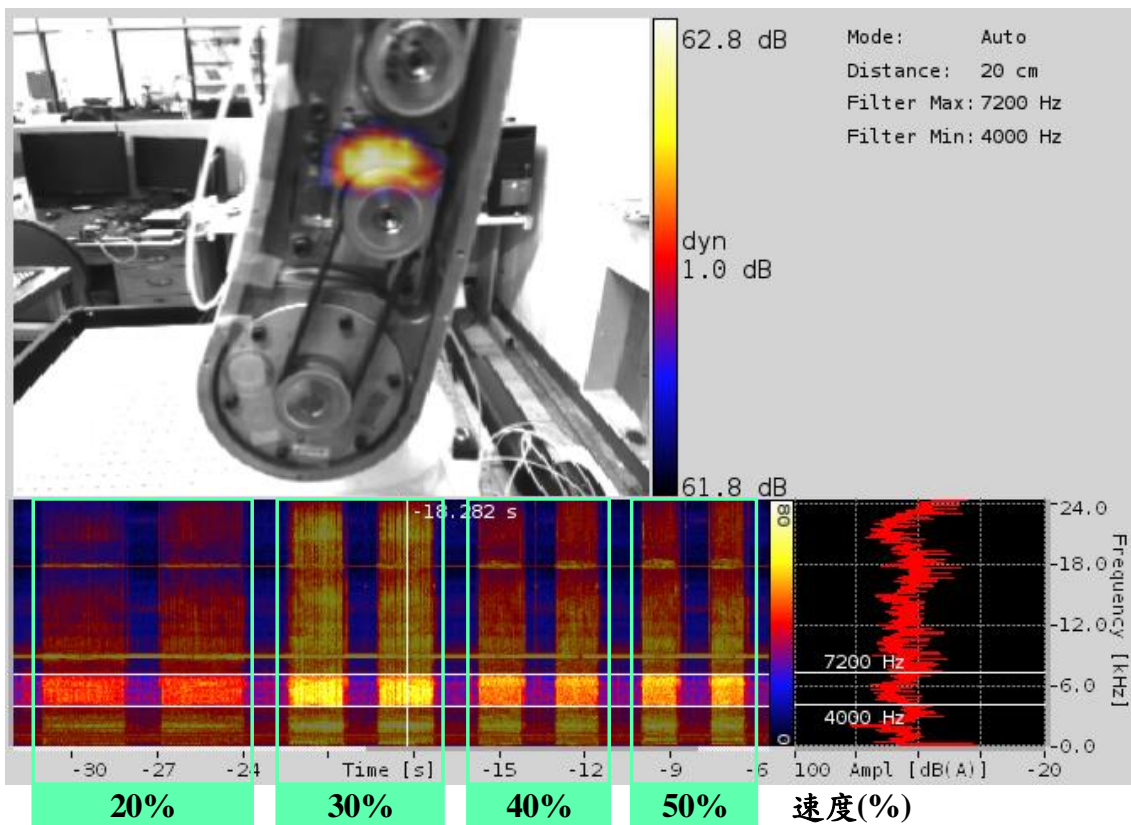 62.8 dB
dyn
1.0 dB
61.8 dB
Mode: Auto
Distance: 20 cm
Filter Max: 7200 Hz
Filter Min: 4000 Hz
-18.282 s
80
0
7200 Hz
4000 Hz
24.0
-18.0
-12.0
-6.0
-0.0
Frequency [kHz]
-30 -27 -24 Time [s] -15 -12 -9 -6 100 Ampl [dB(A)] -20
20% 30% 40% 50% 速度(%)